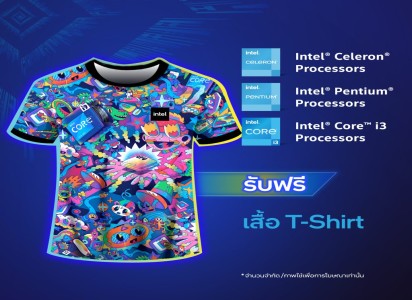 intel.
CELERON
Intel® Celeron®
Processors
intel.
PENTIUM
Intel® Pentium®
Processors
intel.
CORE
i3
Intel® Core™ i3
Processors
CORE
intel
รับฟรี
เสื้อ T-Shirt
*จำนวนจำกัด /ภาพใช้เพื่อการโฆษณาเท่านั้น